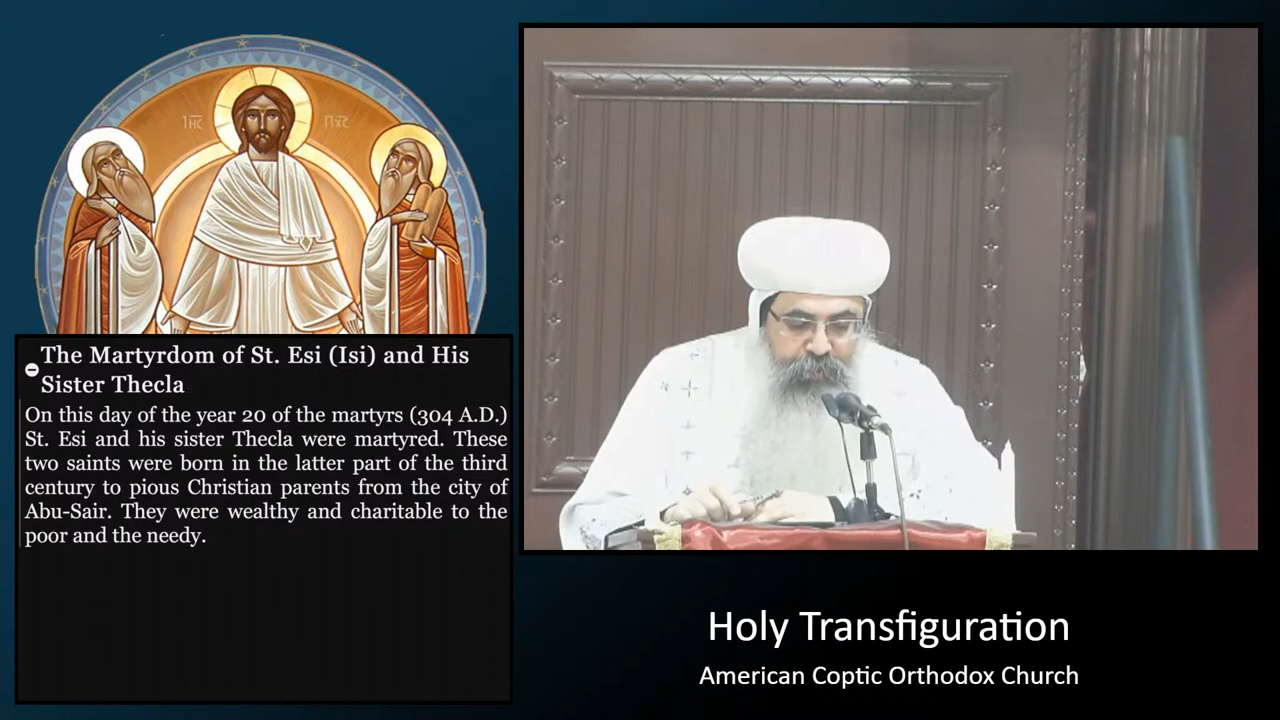 ΙΗC ΠΧC
The Martyrdom of St. Esi (Isi) and His
Sister Thecla
On this day of the year 20 of the martyrs (304 A.D.)
St. Esi and his sister Thecla were martyred. These
two saints were born in the latter part of the third
century to pious Christian parents from the city of
Abu-Sair. They were wealthy and charitable to the
poor and the needy.
Holy Transfiguration
American Coptic Orthodox Church